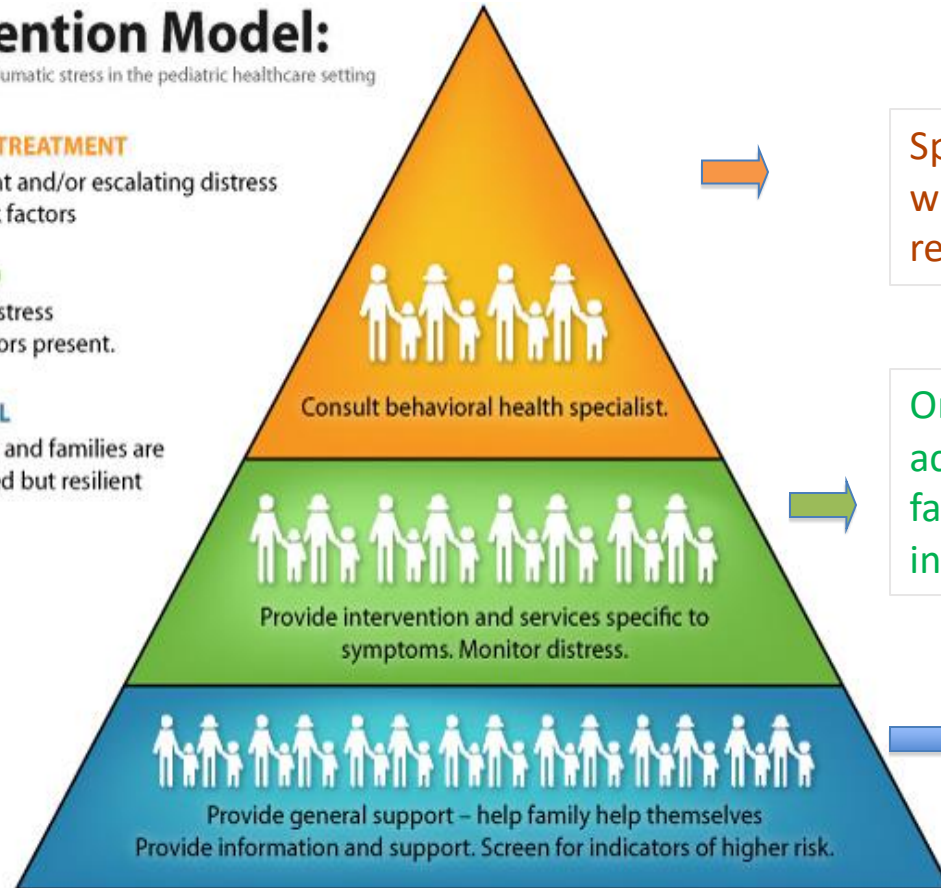 ention Model:
umatic stress in the pediatric healthcare setting
TREATMENT
t and/or escalating distress
factors
stress
ors present.
L
and families are
d but resilient
Consult behavioral health specialist.
Provide intervention and services specific to
symptoms. Monitor distress.
Provide general support – help family help themselves
Provide information and support. Screen for indicators of higher risk.
Sp
w
re
Or
ac
fa
in